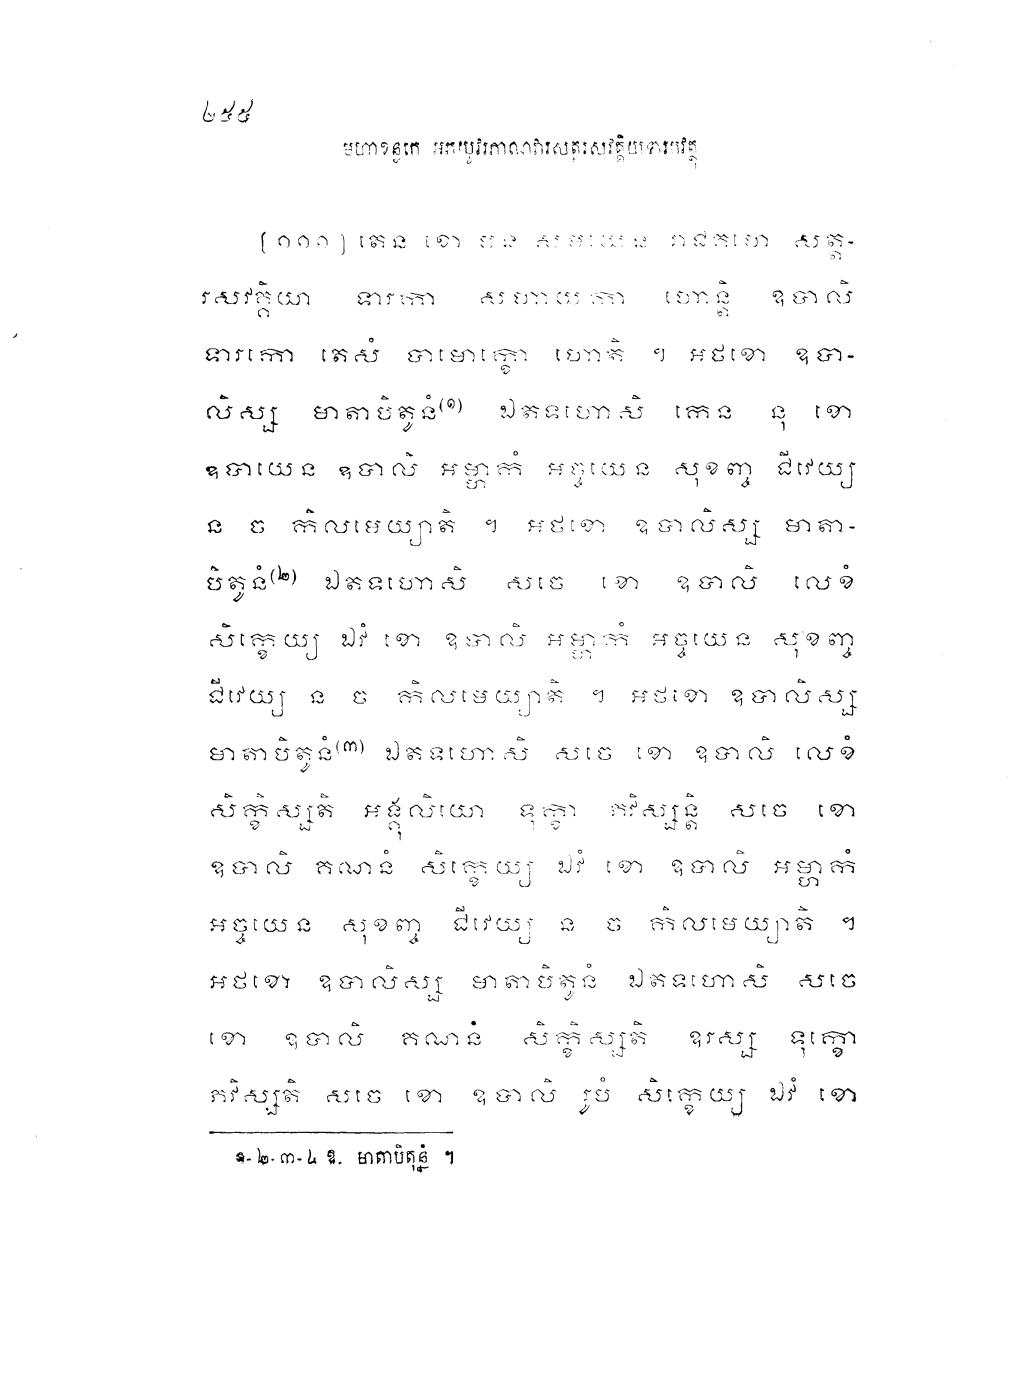 ២៥៥
មហាខន្ធកេ អភយូវរភាណវារសត្តរសវគ្គិយទារកវត្ថុ
[១១១] តេន ខោ បន សមយេន រាជគហេ សត្ត-
រសវគ្គិយា ទារកា សហាយកា ហោន្តិ ឧបាលិ
ទារកោ តេសំ បាមោក្ខោ ហោតិ ។ អថខោ ឧបា-
លិស្ស មាតាបិតូនំ(១) ឯតទហោសិ កេន នុ ខោ
ឧបាយេន ឧបាលិ អម្ហាកំ អច្ចយេន សុខញ្ច ជីវេយ្យ
ន ច កិលមេយ្យាតិ ។ អថខោ ឧបាលិស្ស មាតា-
បិតូនំ(២) ឯតទហោសិ សចេ ខោ ឧបាលិ លេខំ
សិក្ខេយ្យ ឯវំ ខោ ឧបាលិ អម្ហាកំ អច្ចយេន សុខញ្ច
ជីវេយ្យ ន ច កិលមេយ្យាតិ ។ អថខោ ឧបាលិស្ស
មាតាបិតូនំ(៣) ឯតទហោសិ សចេ ខោ ឧបាលិ លេខំ
សិក្ខិស្សតិ អង្គុលិយោ ទុក្ខា ភវិស្សន្តិ សចេ ខោ
ឧបាលិ គណនំ សិក្ខេយ្យ ឯវំ ខោ ឧបាលិ អម្ហាកំ
អច្ចយេន សុខញ្ច ជីវេយ្យ ន ច កិលមេយ្យាតិ ។
អថខោ ឧបាលិស្ស មាតាបិតូនំ ឯតទហោសិ សចេ
ខោ ឧបាលិ គណនំ សិក្ខិស្សតិ ឧរស្ស ទុក្ខោ
ភវិស្សតិ សចេ ខោ ឧបាលិ រូបំ សិក្ខេយ្យ ឯវំ ខោ
១-២-៣-៤ ឱ. មាតាបិតុន្នំ ។